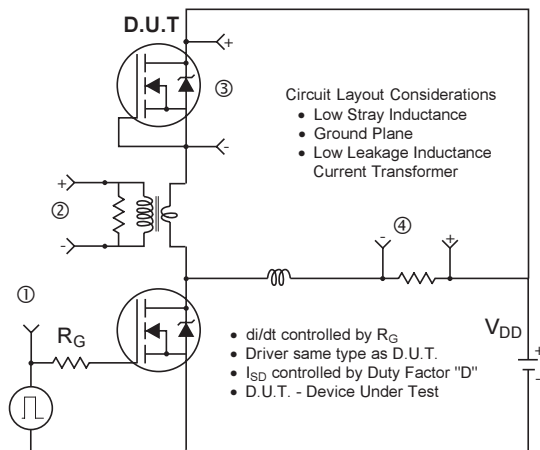 D.U.T
+
③
-
Circuit Layout Considerations
• Low Stray Inductance
• Ground Plane
• Low Leakage Inductance
Current Transformer
+
②
-
④
-
+
①
RG
VDD
+
-
• di/dt controlled by RG
• Driver same type as D.U.T.
• ISD controlled by Duty Factor "D"
• D.U.T. - Device Under Test